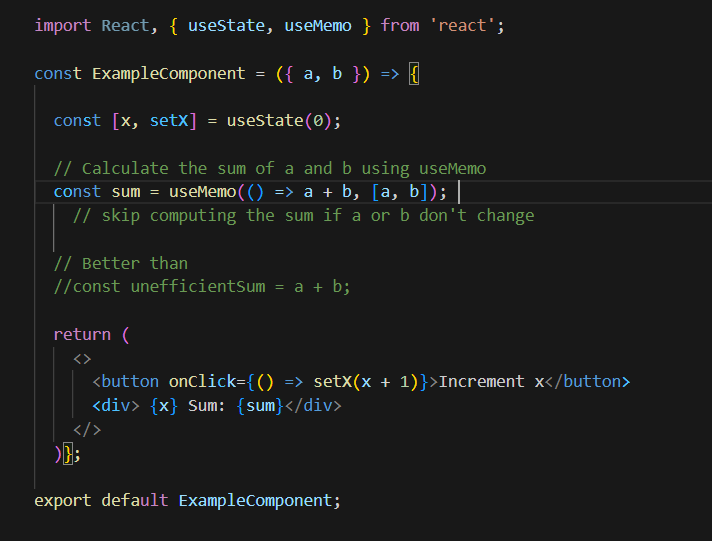 import React, { useState, useMemo } from 'react';
const ExampleComponent = ({ a, b }) => {
const [x, setX] = useState(0);
// Calculate the sum of a and b using useMemo
const sum = useMemo(() => a + b, [a, b]);
// skip computing the sum if a or b don't change
// Better than
//const unefficientSum = a + b;
return (
<>
<button onClick={() => setX(x + 1)}>Increment x</button>
<div> {x} Sum: {sum}</div>
</>
)};
export default ExampleComponent;